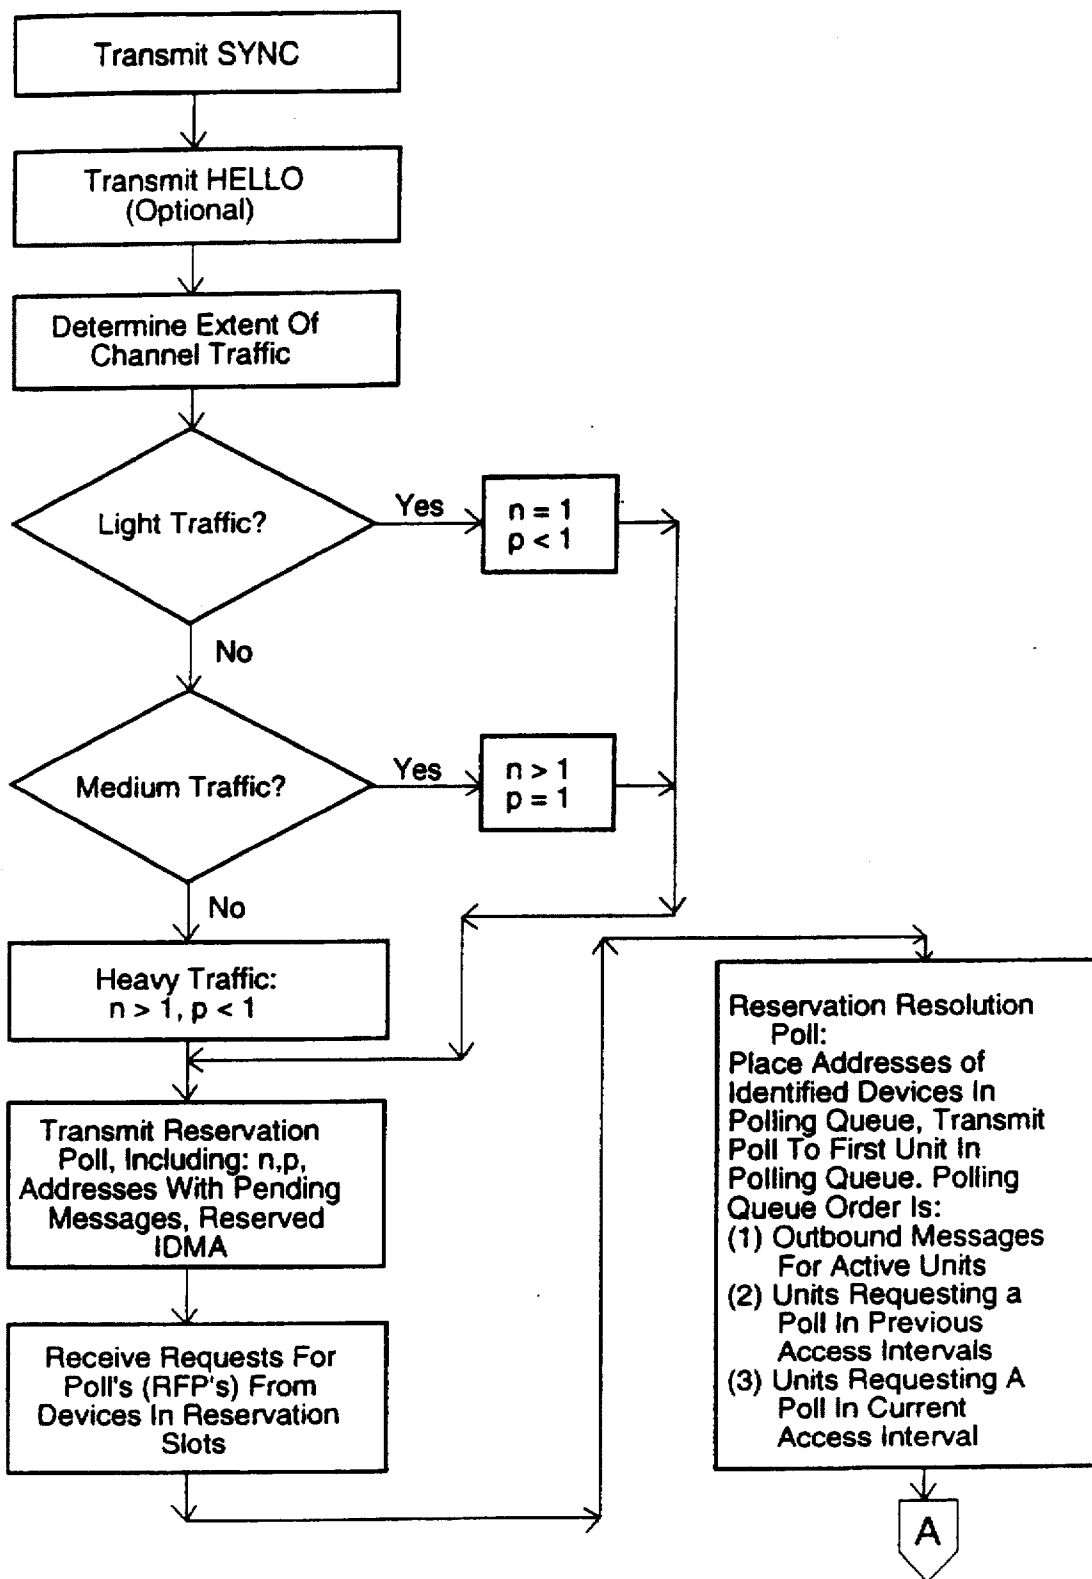 Transmit SYNC
Transmit HELLO
(Optional)
Determine Extent Of
Channel Traffic
Light Traffic?
Yes
n = 1
p < 1
No
Medium Traffic?
Yes
n > 1
p = 1
No
Heavy Traffic:
n > 1, p < 1
Transmit Reservation
Poll, Including: n,p,
Addresses With Pending
Messages, Reserved
IDMA
Receive Requests For
Poll's (RFP's) From
Devices In Reservation
Slots
Reservation Resolution
Poll:
Place Addresses of
Identified Devices In
Polling Queue, Transmit
Poll To First Unit In
Polling Queue. Polling
Queue Order Is:
(1) Outbound Messages
For Active Units
(2) Units Requesting a
Poll In Previous
Access Intervals
(3) Units Requesting A
Poll In Current
Access Interval
A